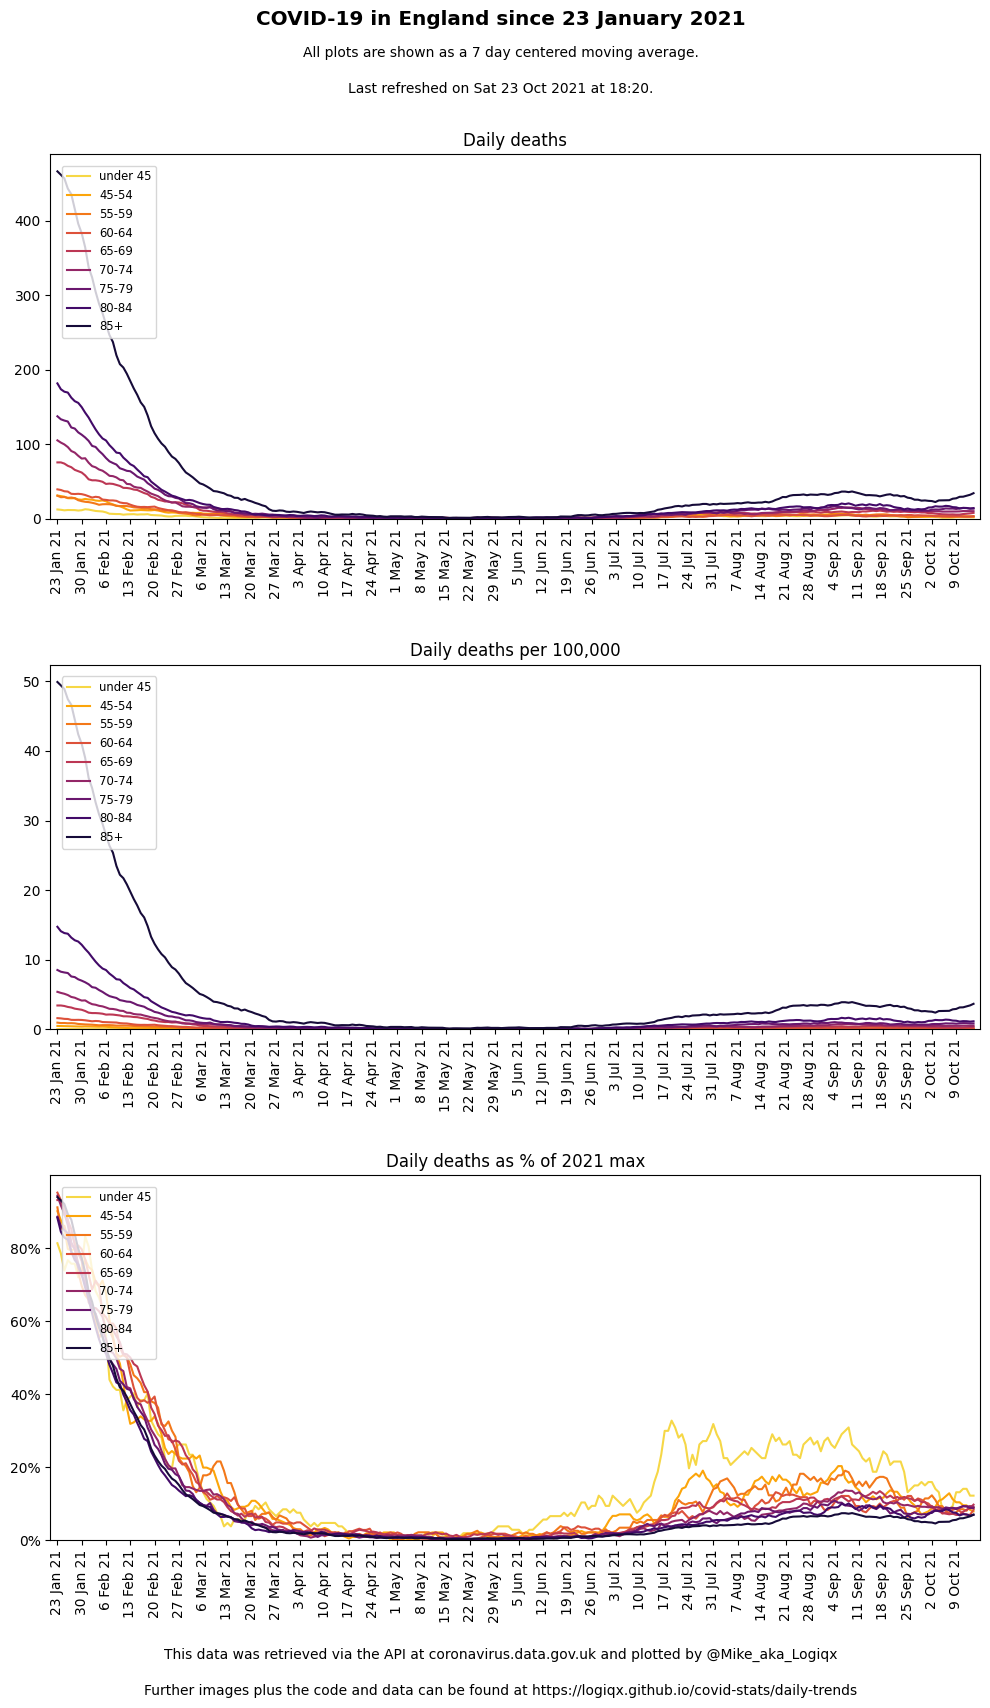 COVID-19 in England since 23 January 2021
All plots are shown as a 7 day centered moving average.
Last refreshed on Sat 23 Oct 2021 at 18:20.
Daily deaths
under 45
45-54
55-59
60-64
65-69
70-74
75-79
80-84
85+
400
300
200
100
0
23 Jan 21
30 Jan 21
6 Feb 21
13 Feb 21
20 Feb 21
27 Feb 21
6 Mar 21
13 Mar 21
20 Mar 21
27 Mar 21
3 Apr 21
10 Apr 21
17 Apr 21
24 Apr 21
1 May 21
8 May 21
15 May 21
22 May 21
29 May 21
5 Jun 21
12 Jun 21
19 Jun 21
26 Jun 21
3 Jul 21
10 Jul 21
17 Jul 21
24 Jul 21
31 Jul 21
7 Aug 21
14 Aug 21
21 Aug 21
28 Aug 21
4 Sep 21
11 Sep 21
18 Sep 21
25 Sep 21
2 Oct 21
9 Oct 21
Daily deaths per 100,000
under 45
45-54
55-59
60-64
65-69
70-74
75-79
80-84
85+
50
40
30
20
10
0
23 Jan 21
30 Jan 21
6 Feb 21
13 Feb 21
20 Feb 21
27 Feb 21
6 Mar 21
13 Mar 21
20 Mar 21
27 Mar 21
3 Apr 21
10 Apr 21
17 Apr 21
24 Apr 21
1 May 21
8 May 21
15 May 21
22 May 21
29 May 21
5 Jun 21
12 Jun 21
19 Jun 21
26 Jun 21
3 Jul 21
10 Jul 21
17 Jul 21
24 Jul 21
31 Jul 21
7 Aug 21
14 Aug 21
21 Aug 21
28 Aug 21
4 Sep 21
11 Sep 21
18 Sep 21
25 Sep 21
2 Oct 21
9 Oct 21
Daily deaths as % of 2021 max
under 45
45-54
55-59
60-64
65-69
70-74
75-79
80-84
85+
80%
60%
40%
20%
0%
23 Jan 21
30 Jan 21
6 Feb 21
13 Feb 21
20 Feb 21
27 Feb 21
6 Mar 21
13 Mar 21
20 Mar 21
27 Mar 21
3 Apr 21
10 Apr 21
17 Apr 21
24 Apr 21
1 May 21
8 May 21
15 May 21
22 May 21
29 May 21
5 Jun 21
12 Jun 21
19 Jun 21
26 Jun 21
3 Jul 21
10 Jul 21
17 Jul 21
24 Jul 21
31 Jul 21
7 Aug 21
14 Aug 21
21 Aug 21
28 Aug 21
4 Sep 21
11 Sep 21
18 Sep 21
25 Sep 21
2 Oct 21
9 Oct 21
This data was retrieved via the API at coronavirus.data.gov.uk and plotted by @Mike_aka_Logiqx
Further images plus the code and data can be found at https://logiqx.github.io/covid-stats/daily-trends